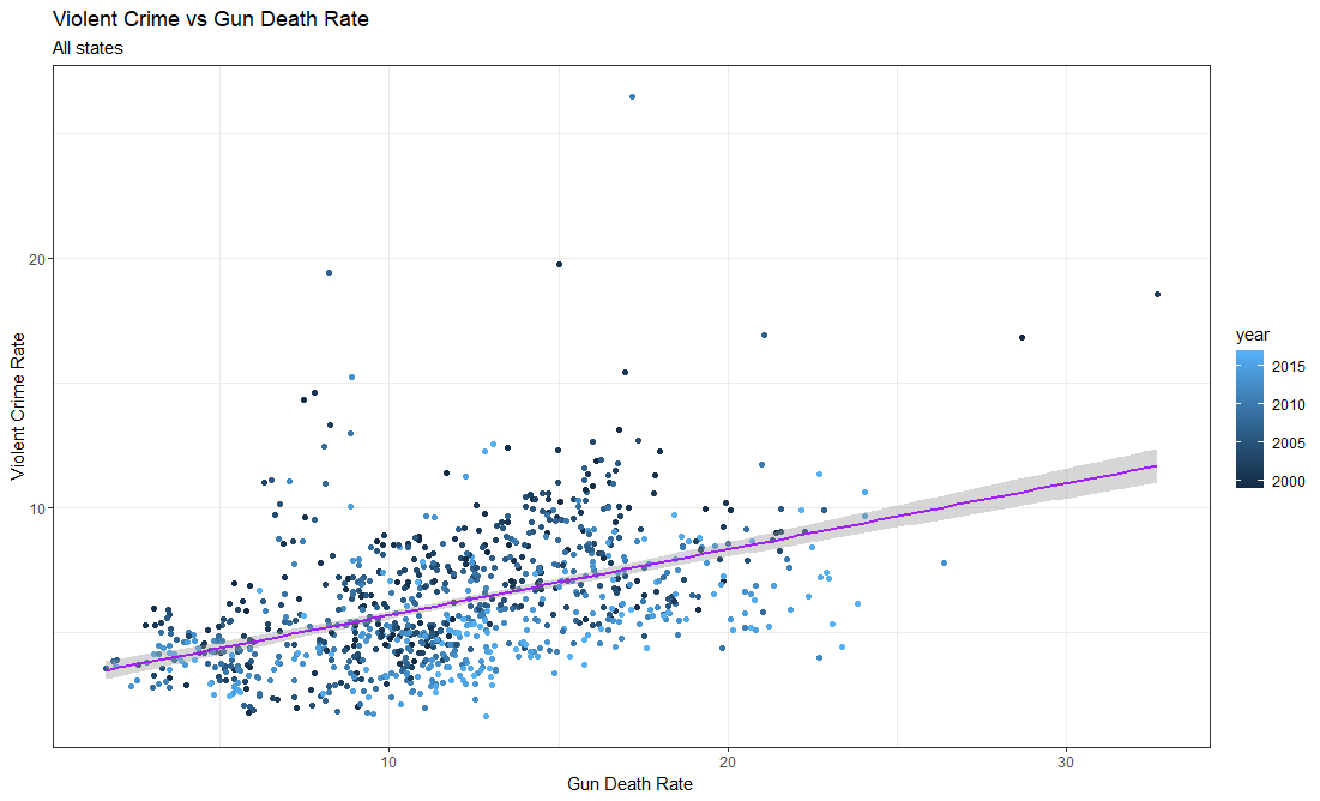 Violent Crime vs Gun Death Rate
All states
Violent Crime Rate
20
10
10
20
30
Gun Death Rate
year
2015
2010
2005
2000